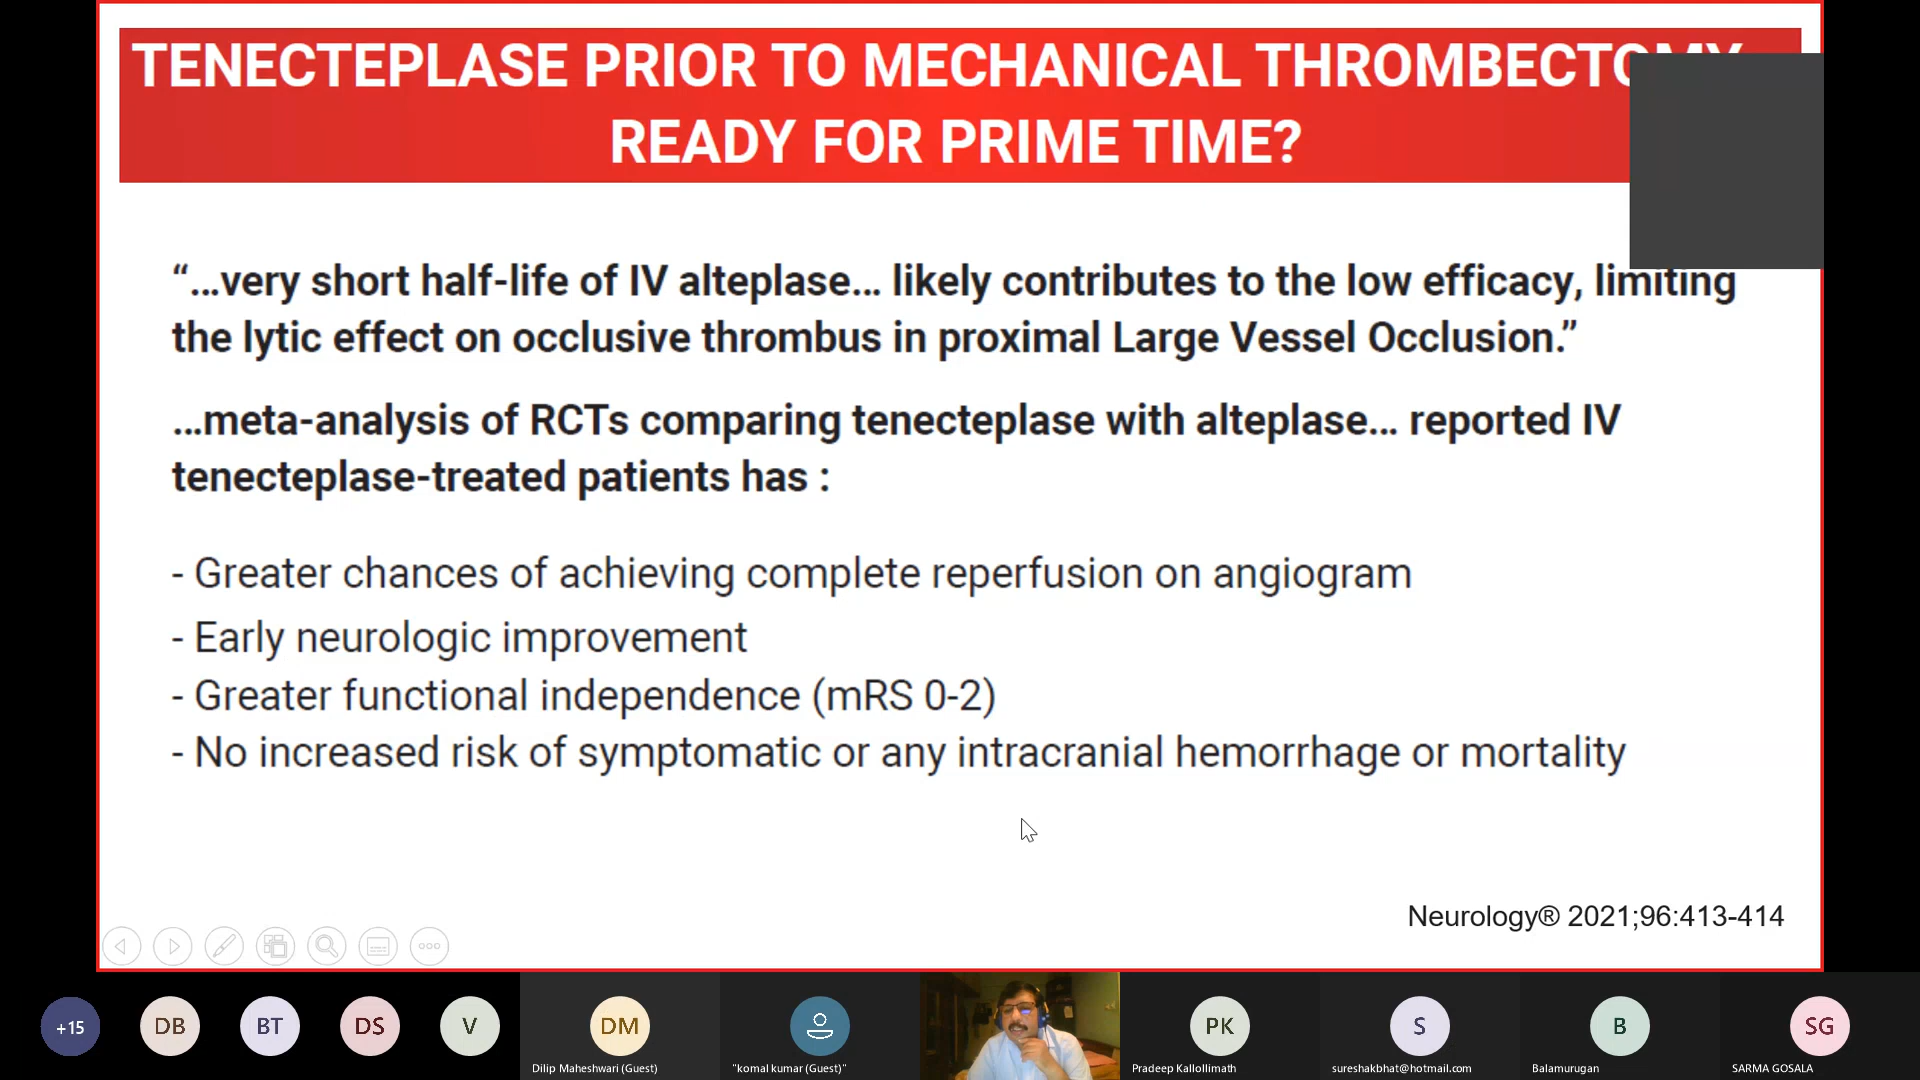 TENECTEPLASE PRIOR TO MECHANICAL THROMBECTOMY
READY FOR PRIME TIME?
“...very short half-life of IV alteplase... likely contributes to the low efficacy, limiting
the lytic effect on occlusive thrombus in proximal Large Vessel Occlusion.”
...meta-analysis of RCTs comparing tenecteplase with alteplase... reported IV
tenecteplase-treated patients has :
- Greater chances of achieving complete reperfusion on angiogram
- Early neurologic improvement
- Greater functional independence (mRS 0-2)
- No increased risk of symptomatic or any intracranial hemorrhage or mortality
Neurology® 2021;96:413-414
+15
DB
BT
DS
V
DM
PK
S
B
SG
Dilip Maheshwari (Guest)
"komal kumar (Guest)"
Pradeep Kallollimath
sureshakbhat@hotmail.com
Balamurugan
SARMA GOSALA